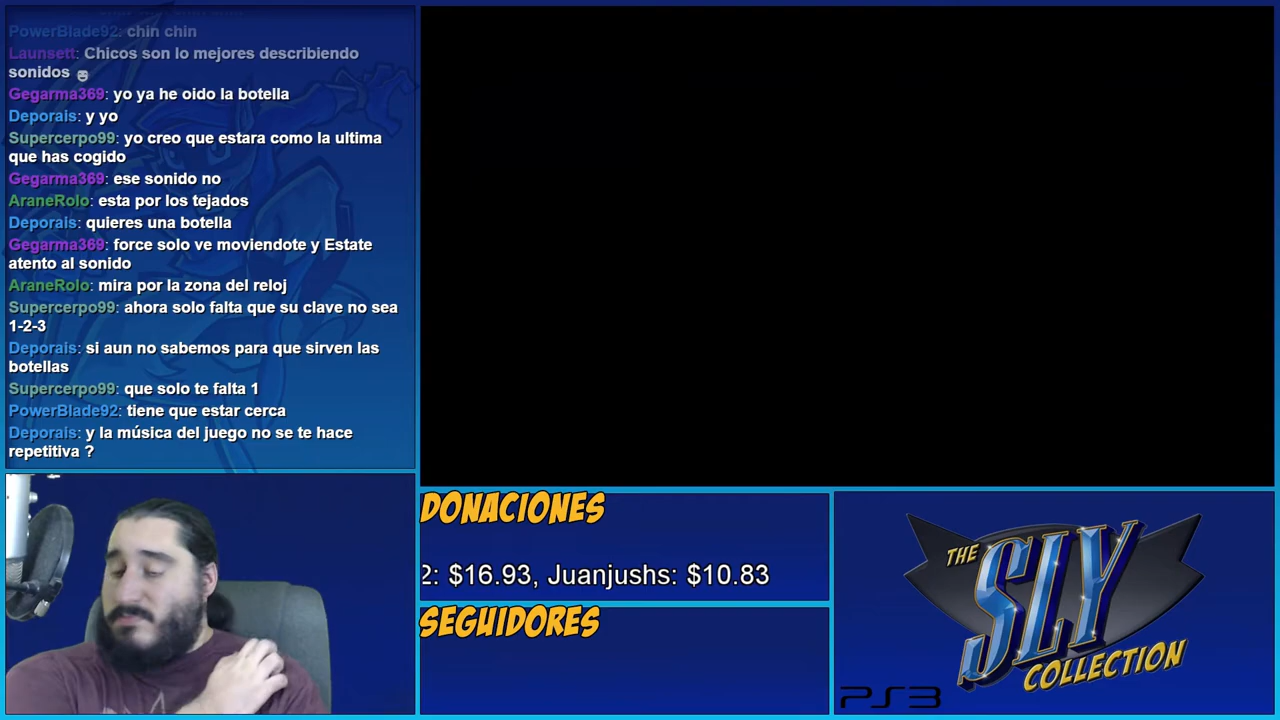 PowerBlade92: chin chin
Launsett: Chicos son lo mejores describiendo
sonidos
Gegarma369: yo ya he oido la botella
Deporais: y yo
Supercerpo99: yo creo que estara como la ultima
que has cogido
Gegarma369: ese sonido no
AraneRolo: esta por los tejados
Deporais: quieres una botella
Gegarma369: force solo ve moviendote y Estate
atento al sonido
AraneRolo: mira por la zona del reloj
Supercerpo99: ahora solo falta que su clave no sea
1-2-3
Deporais: si aun no sabemos para que sirven las
botellas
Supercerpo99: que solo te falta 1
PowerBlade92: tiene que estar cerca
Deporais: y la música del juego no se te hace
repetitiva ?
DONACIONES
2: $16.93, Juanjushs: $10.83
SEGUIDORES
THE
SLY
COLLECTION
PS3